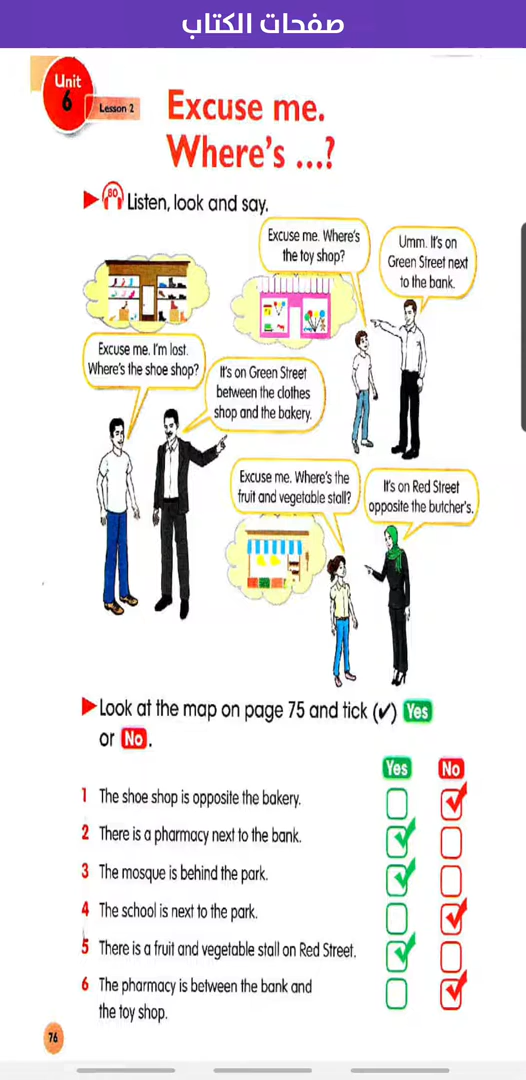 صفحات الكتاب
Unit
6
Lesson 2
Excuse me.
Where's ...?
80
Listen, look and say.
Excuse me. Where's
the toy shop?
Umm. It's on
Green Street next
to the bank.
Excuse me. I'm lost.
Where's the shoe shop?
It's on Green Street
between the clothes
shop and the bakery.
Excuse me. Where's the
fruit and vegetable stall?
It's on Red Street
opposite the butcher's.
Look at the map on page 75 and tick (✓) Yes
or No.
Yes No
1 The shoe shop is opposite the bakery.
2 There is a pharmacy next to the bank.
3 The mosque is behind the park.
4 The school is next to the park.
5 There is a fruit and vegetable stall on Red Street.
6 The pharmacy is between the bank and
the toy shop.
76